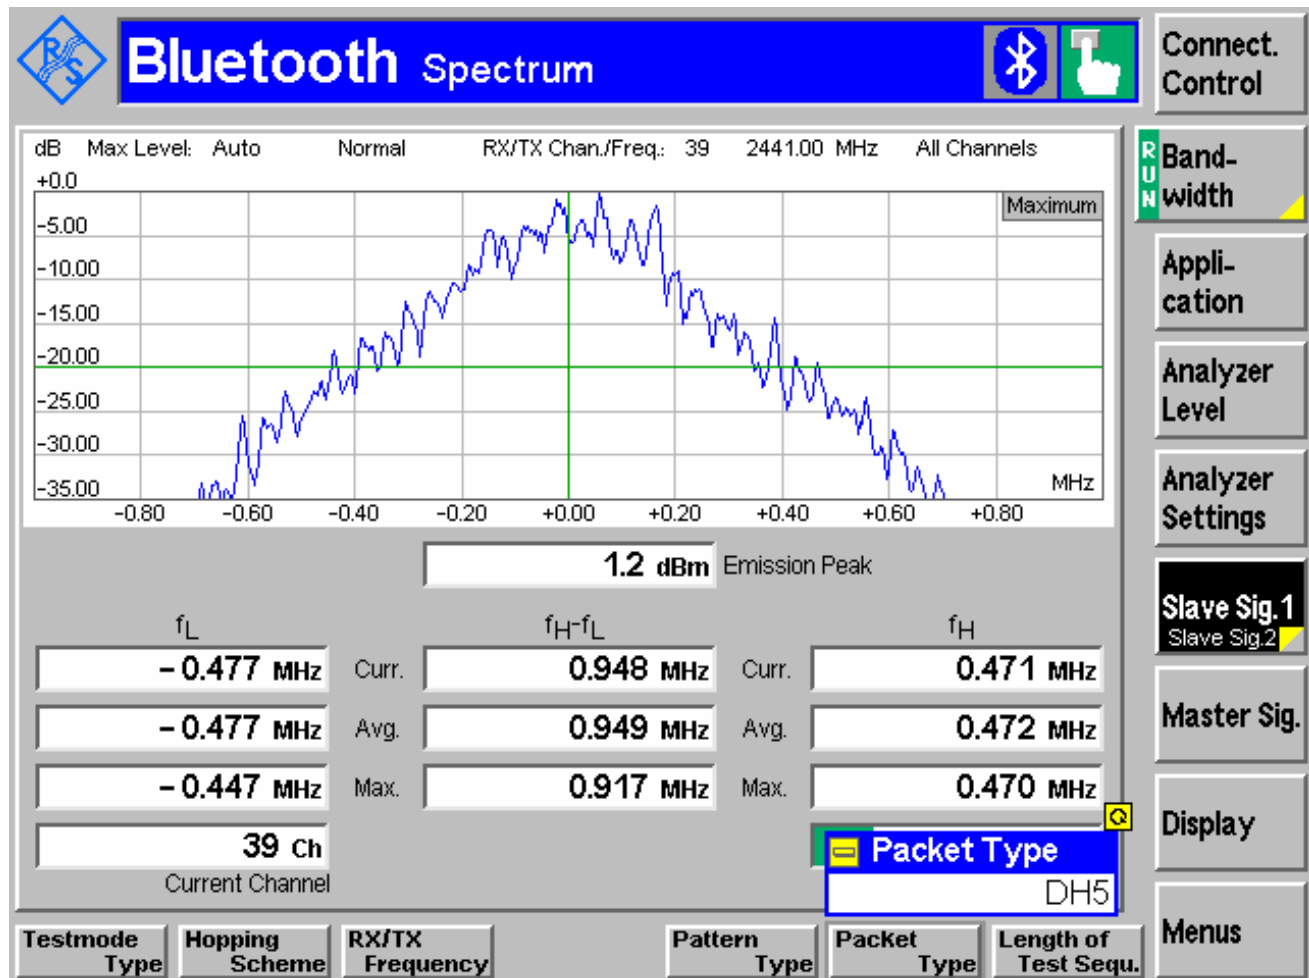 R
S
Bluetooth Spectrum
Connect.
Control
dB Max Level: Auto Normal RX/TX Chan./Freq.: 39 2441.00 MHz All Channels
RUN
Band-
width
+0.0
Maximum
-5.00
-10.00
-15.00
-20.00
-25.00
-30.00
-35.00
MHz
-0.80 -0.60 -0.40 -0.20 +0.00 +0.20 +0.40 +0.60 +0.80
Appli-
cation
Analyzer
Level
Analyzer
Settings
1.2 dBm Emission Peak
Slave Sig.1
Slave Sig.2
fL fH-fL fH
-0.477 MHz Curr. 0.948 MHz Curr. 0.471 MHz
-0.477 MHz Avg. 0.949 MHz Avg. 0.472 MHz
Master Sig.
-0.447 MHz Max. 0.917 MHz Max. 0.470 MHz
Display
39 Ch
Current Channel
Packet Type
DH5
Menus
Testmode
Type
Hopping
Scheme
RX/TX
Frequency
Pattern
Type
Packet
Type
Length of
Test Sequ.